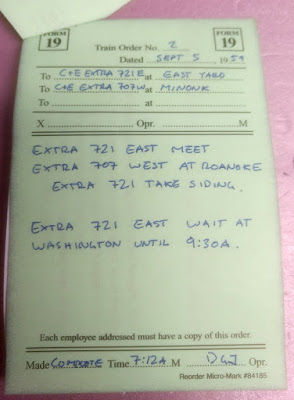 FORM 19 FORM 19
Train Order No. 2
Dated SEPT 5, 1959
To C+E EXTRA 721E at EAST YARD
To C+E EXTRA 707W at MINONK
To at
X Opr. M
EXTRA 721 EAST MEET
EXTRA 707 WEST AT ROANOKE
EXTRA 721 TAKE SIDING.
EXTRA 721 EAST WAIT AT
WASHINGTON UNTIL 9:30A.
Each employee addressed must have a copy of this order.
Made COMPLETE Time 7:12A M DGJ Opr.
Reorder Micro-Mark #84185